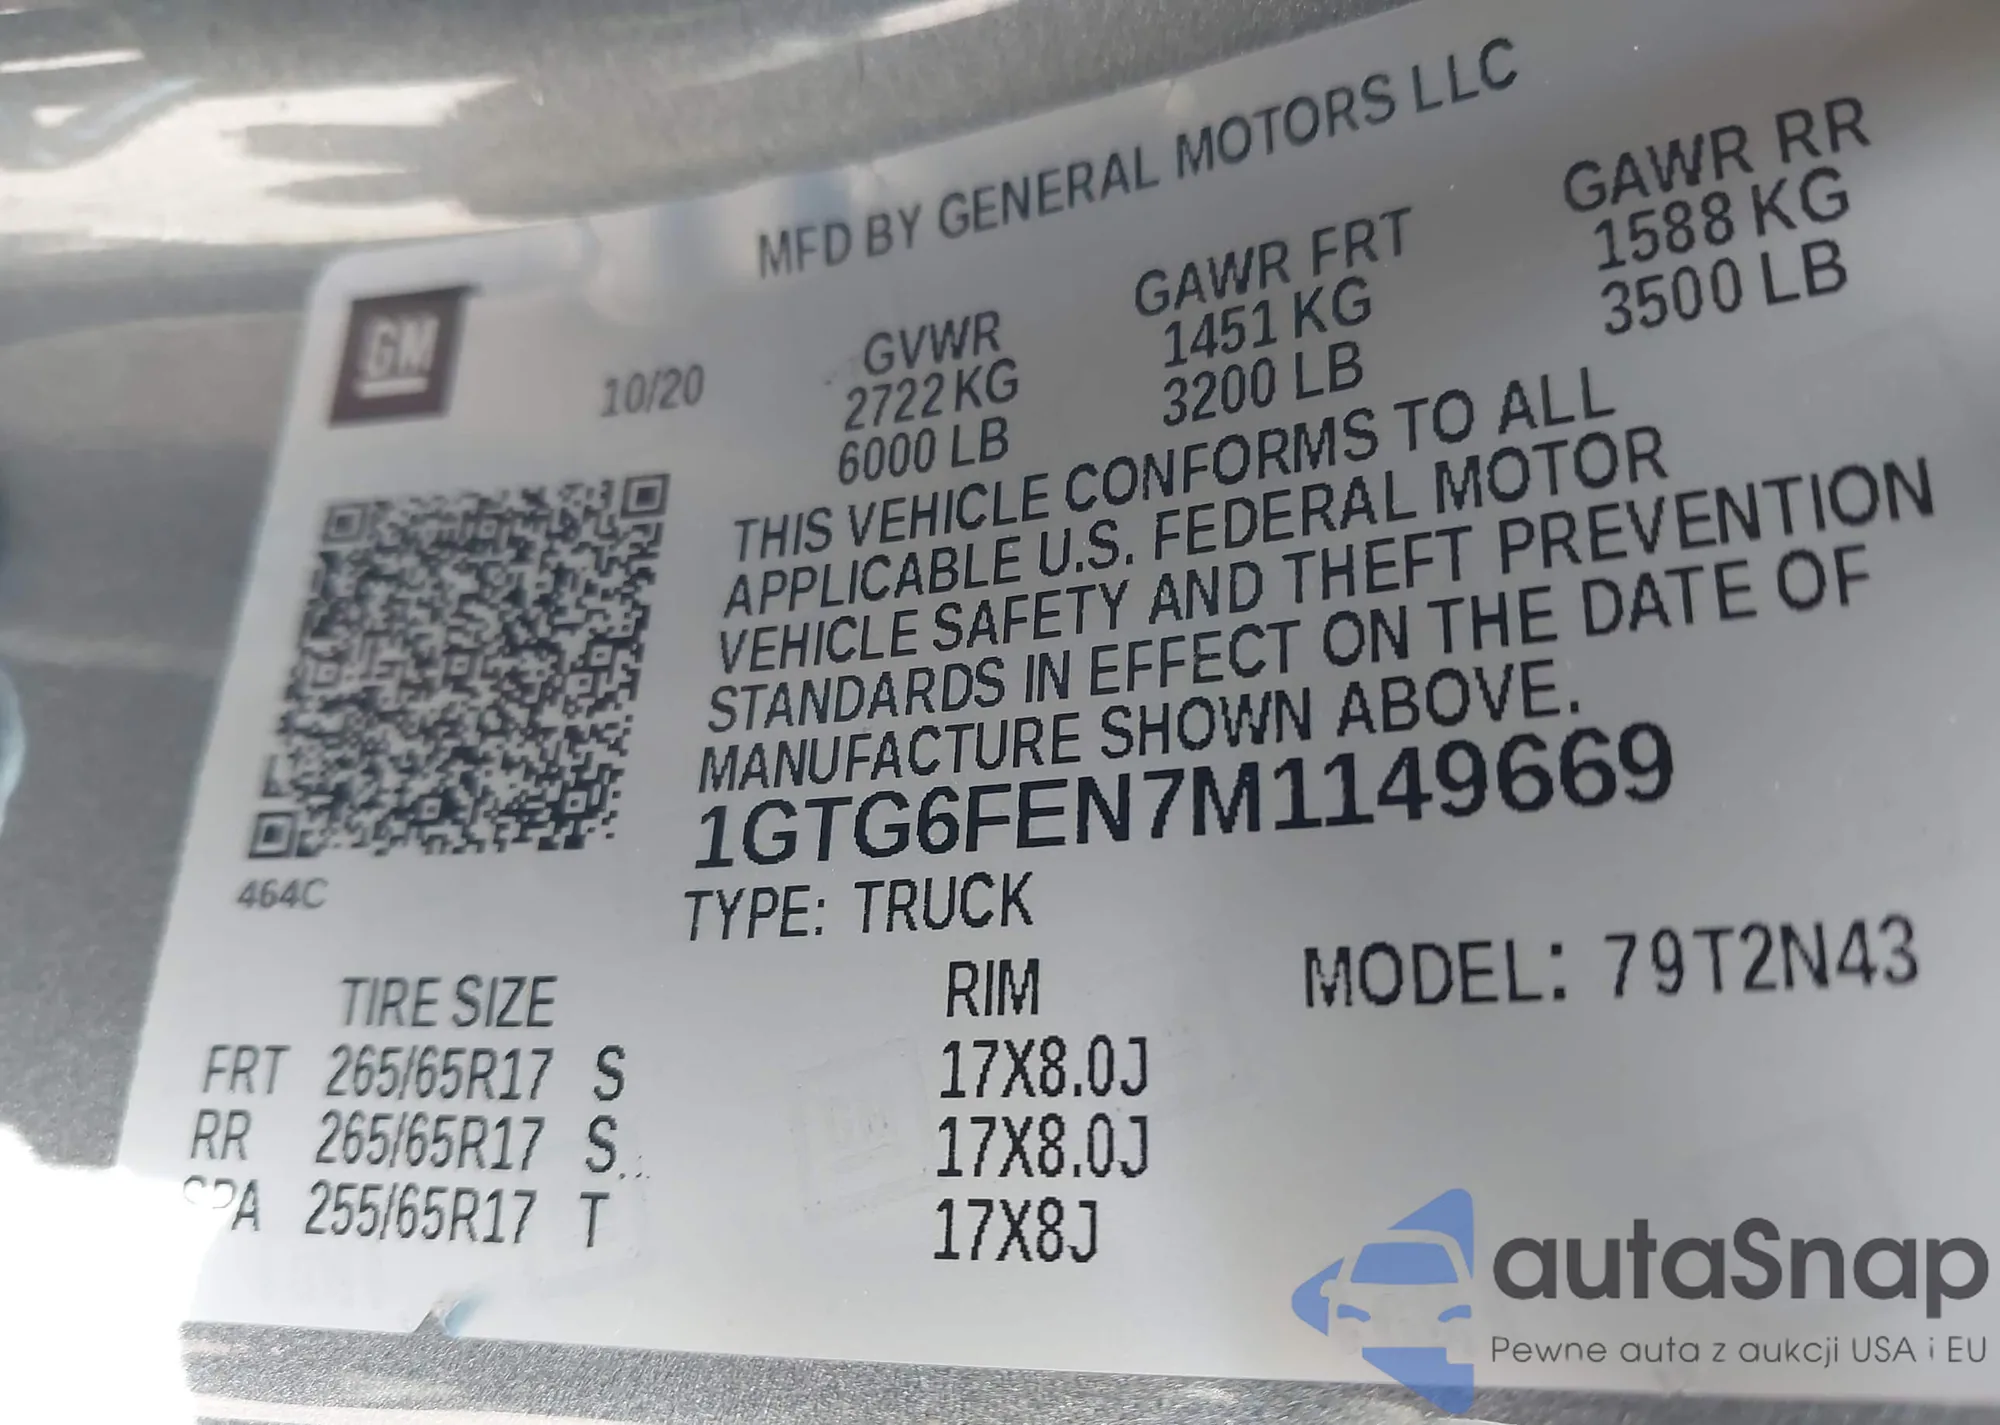 MFD BY GENERAL MOTORS LLC
GM
10/20
GVWR
2722 KG
6000 LB
GAWR FRT
1451 KG
3200 LB
GAWR RR
1588 KG
3500 LB
THIS VEHICLE CONFORMS TO ALL
APPLICABLE U.S. FEDERAL MOTOR
VEHICLE SAFETY AND THEFT PREVENTION
STANDARDS IN EFFECT ON THE DATE OF
MANUFACTURE SHOWN ABOVE.
1GTG6FEN7M1149669
464C
TYPE: TRUCK
MODEL: 79T2N43
TIRE SIZE RIM
FRT 265/65R17 S 17X8.0J
RR 265/65R17 S 17X8.0J
SPA 255/65R17 T 17X8J
autaSnap
Pewne auta z aukcji USA i EU